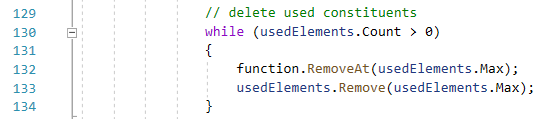 129 // delete used constituents
130 while (usedElements.Count > 0)
131 {
132 function.RemoveAt(usedElements.Max);
133 usedElements.Remove(usedElements.Max);
134 }